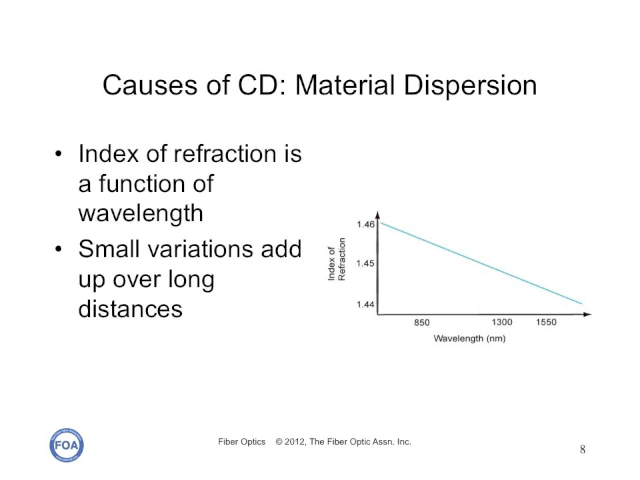 Causes of CD: Material Dispersion
• Index of refraction is
a function of
wavelength
• Small variations add
up over long
distances
Index of
Refraction
1.46
1.45
1.44
850 1300 1550
Wavelength (nm)
FOA
Fiber Optics © 2012, The Fiber Optic Assn. Inc.
8